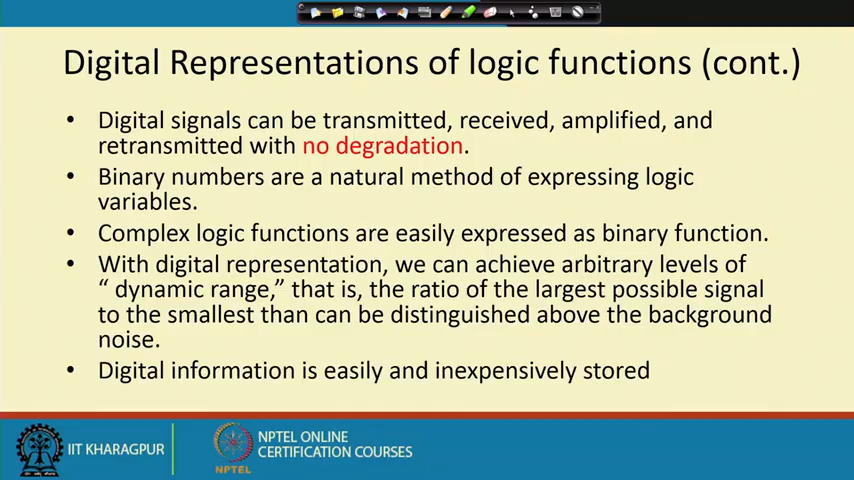 Digital Representations of logic functions (cont.)
• Digital signals can be transmitted, received, amplified, and
retransmitted with no degradation.
• Binary numbers are a natural method of expressing logic
variables.
• Complex logic functions are easily expressed as binary function.
• With digital representation, we can achieve arbitrary levels of
“ dynamic range,” that is, the ratio of the largest possible signal
to the smallest than can be distinguished above the background
noise.
• Digital information is easily and inexpensively stored
IIT KHARAGPUR
NPTEL
NPTEL ONLINE
CERTIFICATION COURSES